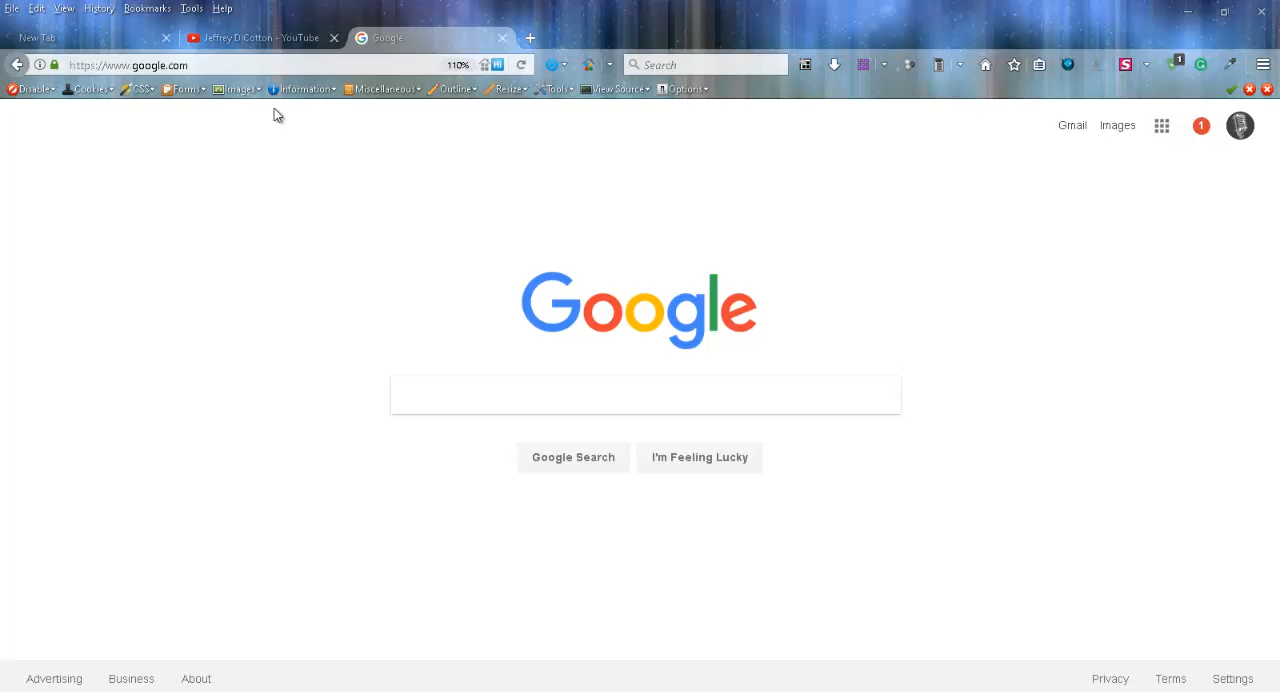 File Edit View History Bookmarks Tools Help
New Tab Jeffrey D Cotton - YouTube Google
https://www.google.com 110% Hi Search S 1
Disable Cookies CSS Forms Images Information Miscellaneous Outline Resize Tools View Source Options
Gmail Images 1
Google
Google Search I'm Feeling Lucky
Advertising Business About Privacy Terms Settings